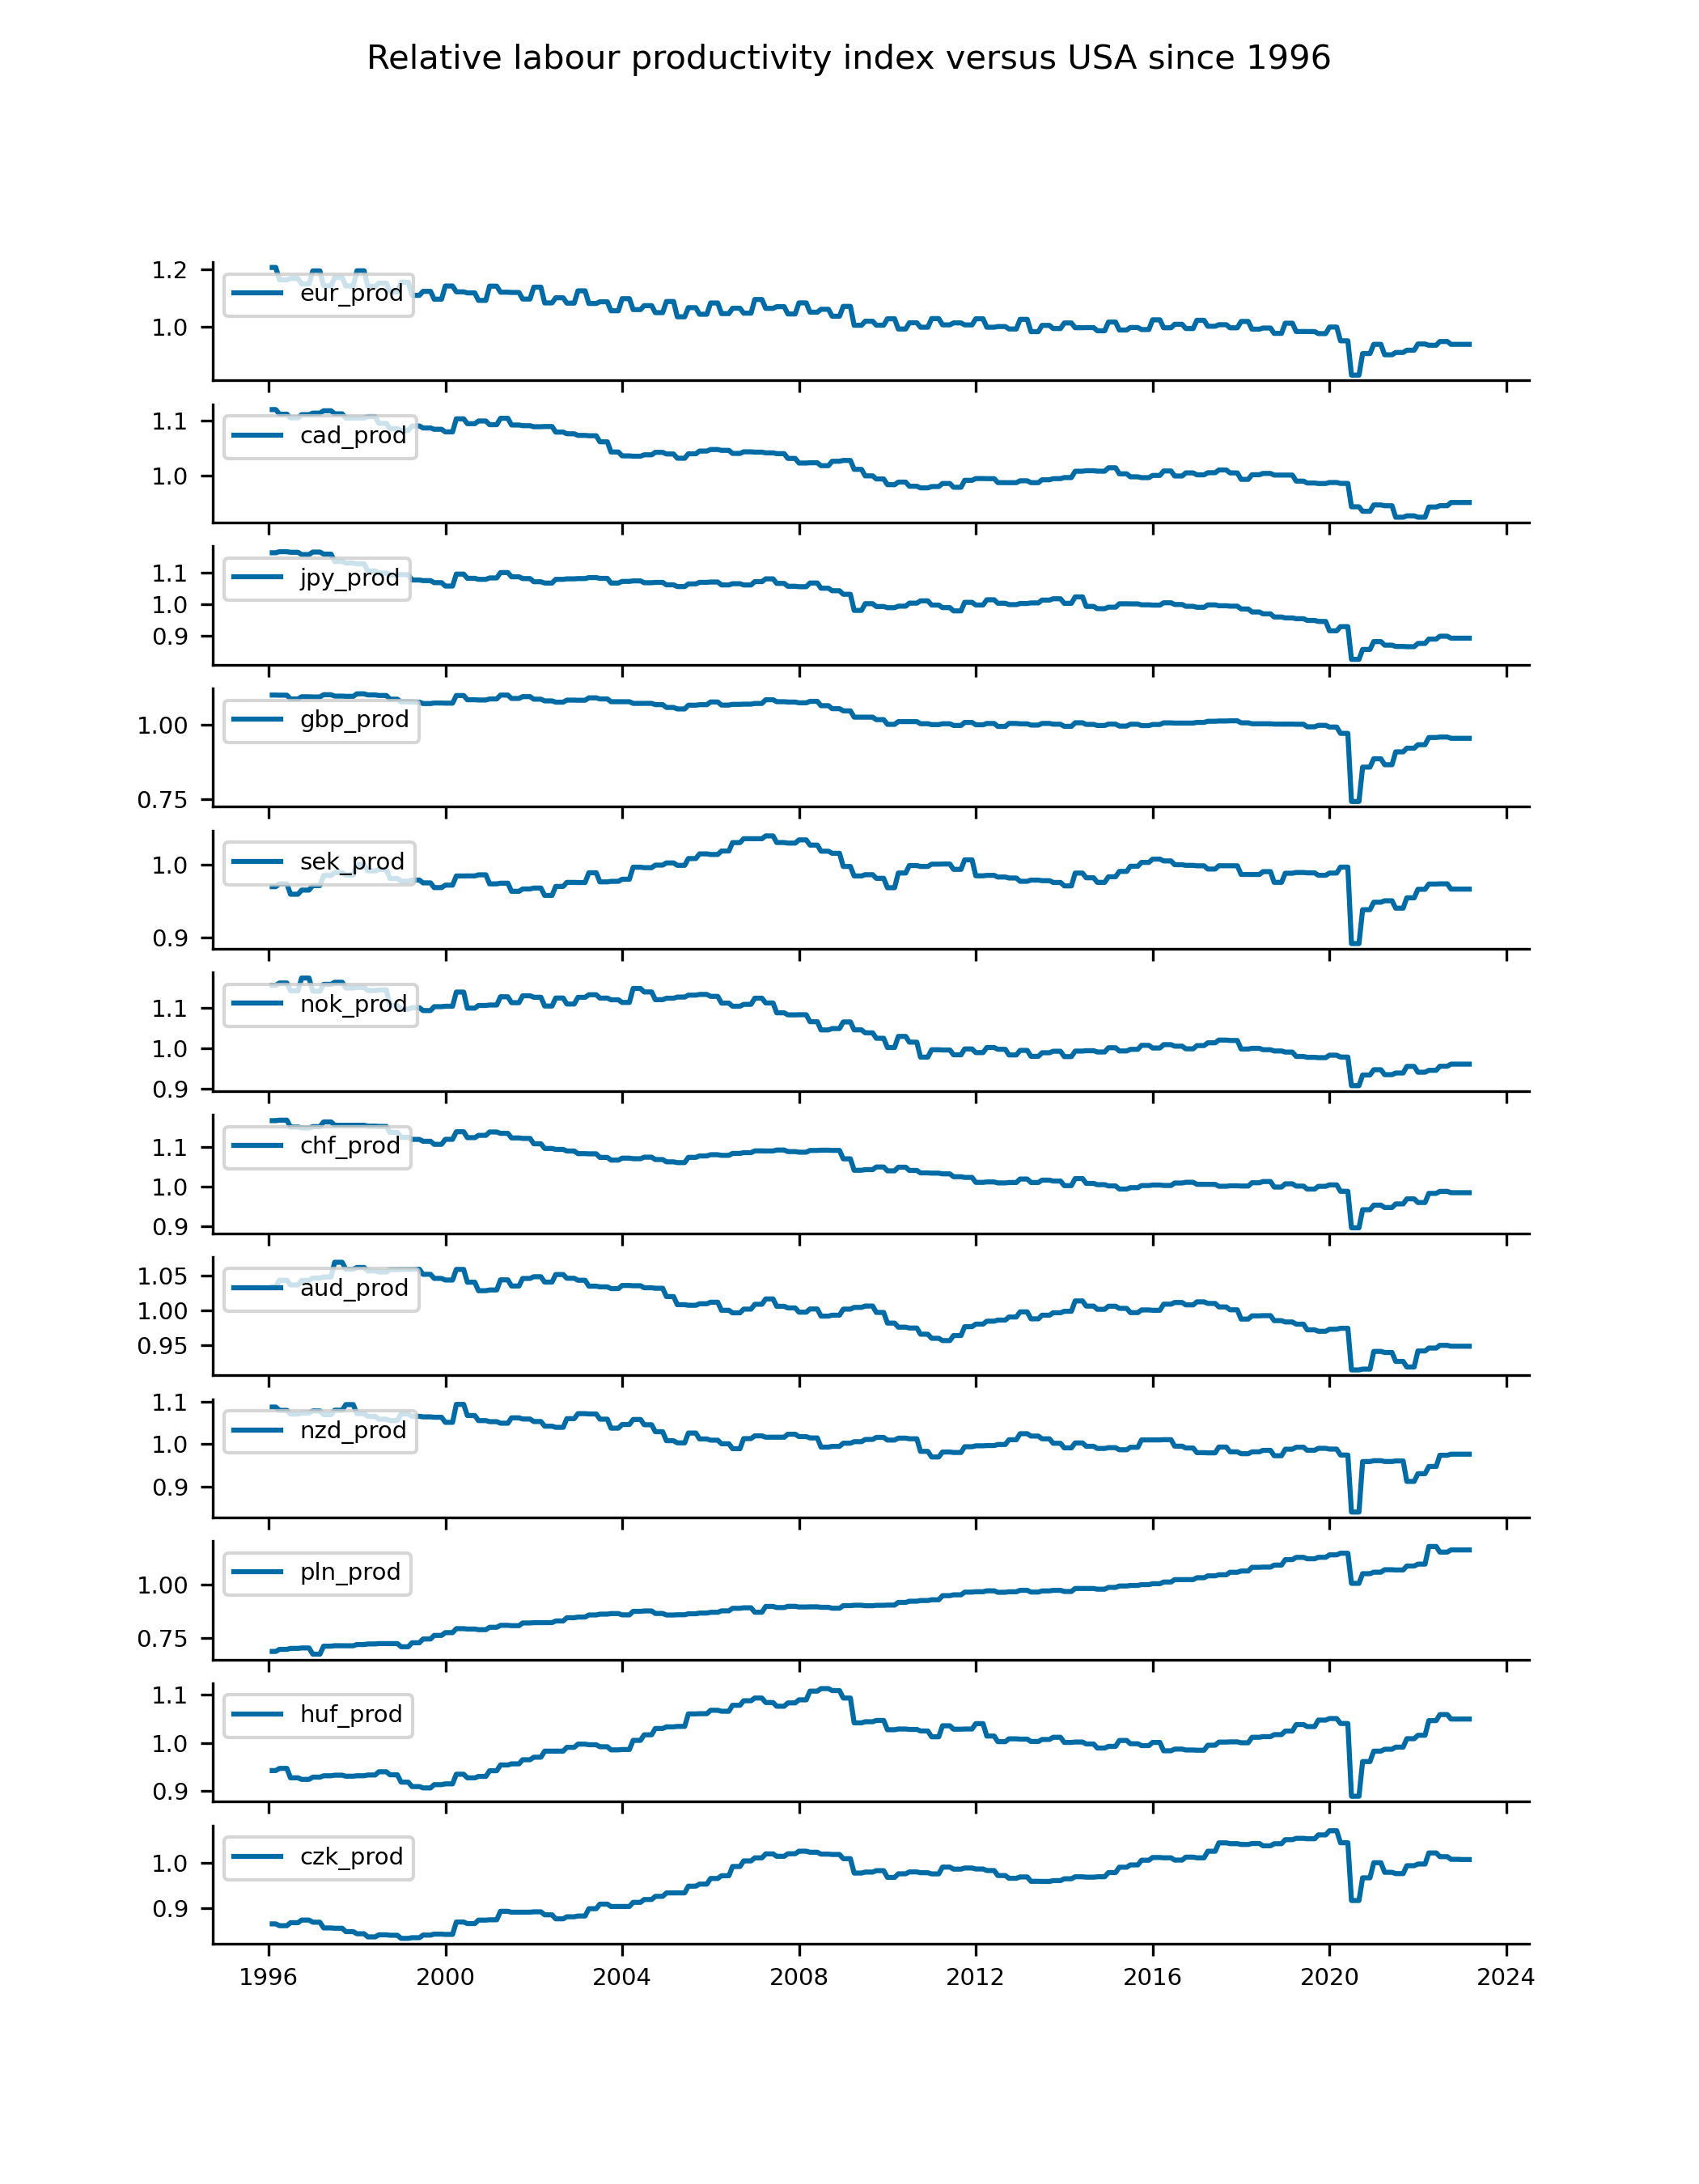 Relative labour productivity index versus USA since 1996
1.2
eur_prod
1.0
1.1
cad_prod
1.0
1.1
jpy_prod
1.0
0.9
gbp_prod
1.00
0.75
sek_prod
1.0
0.9
nok_prod
1.1
1.0
0.9
chf_prod
1.1
1.0
0.9
1.05
aud_prod
1.00
0.95
1.1
nzd_prod
1.0
0.9
pln_prod
1.00
0.75
1.1
huf_prod
1.0
0.9
czk_prod
1.0
0.9
1996 2000 2004 2008 2012 2016 2020 2024